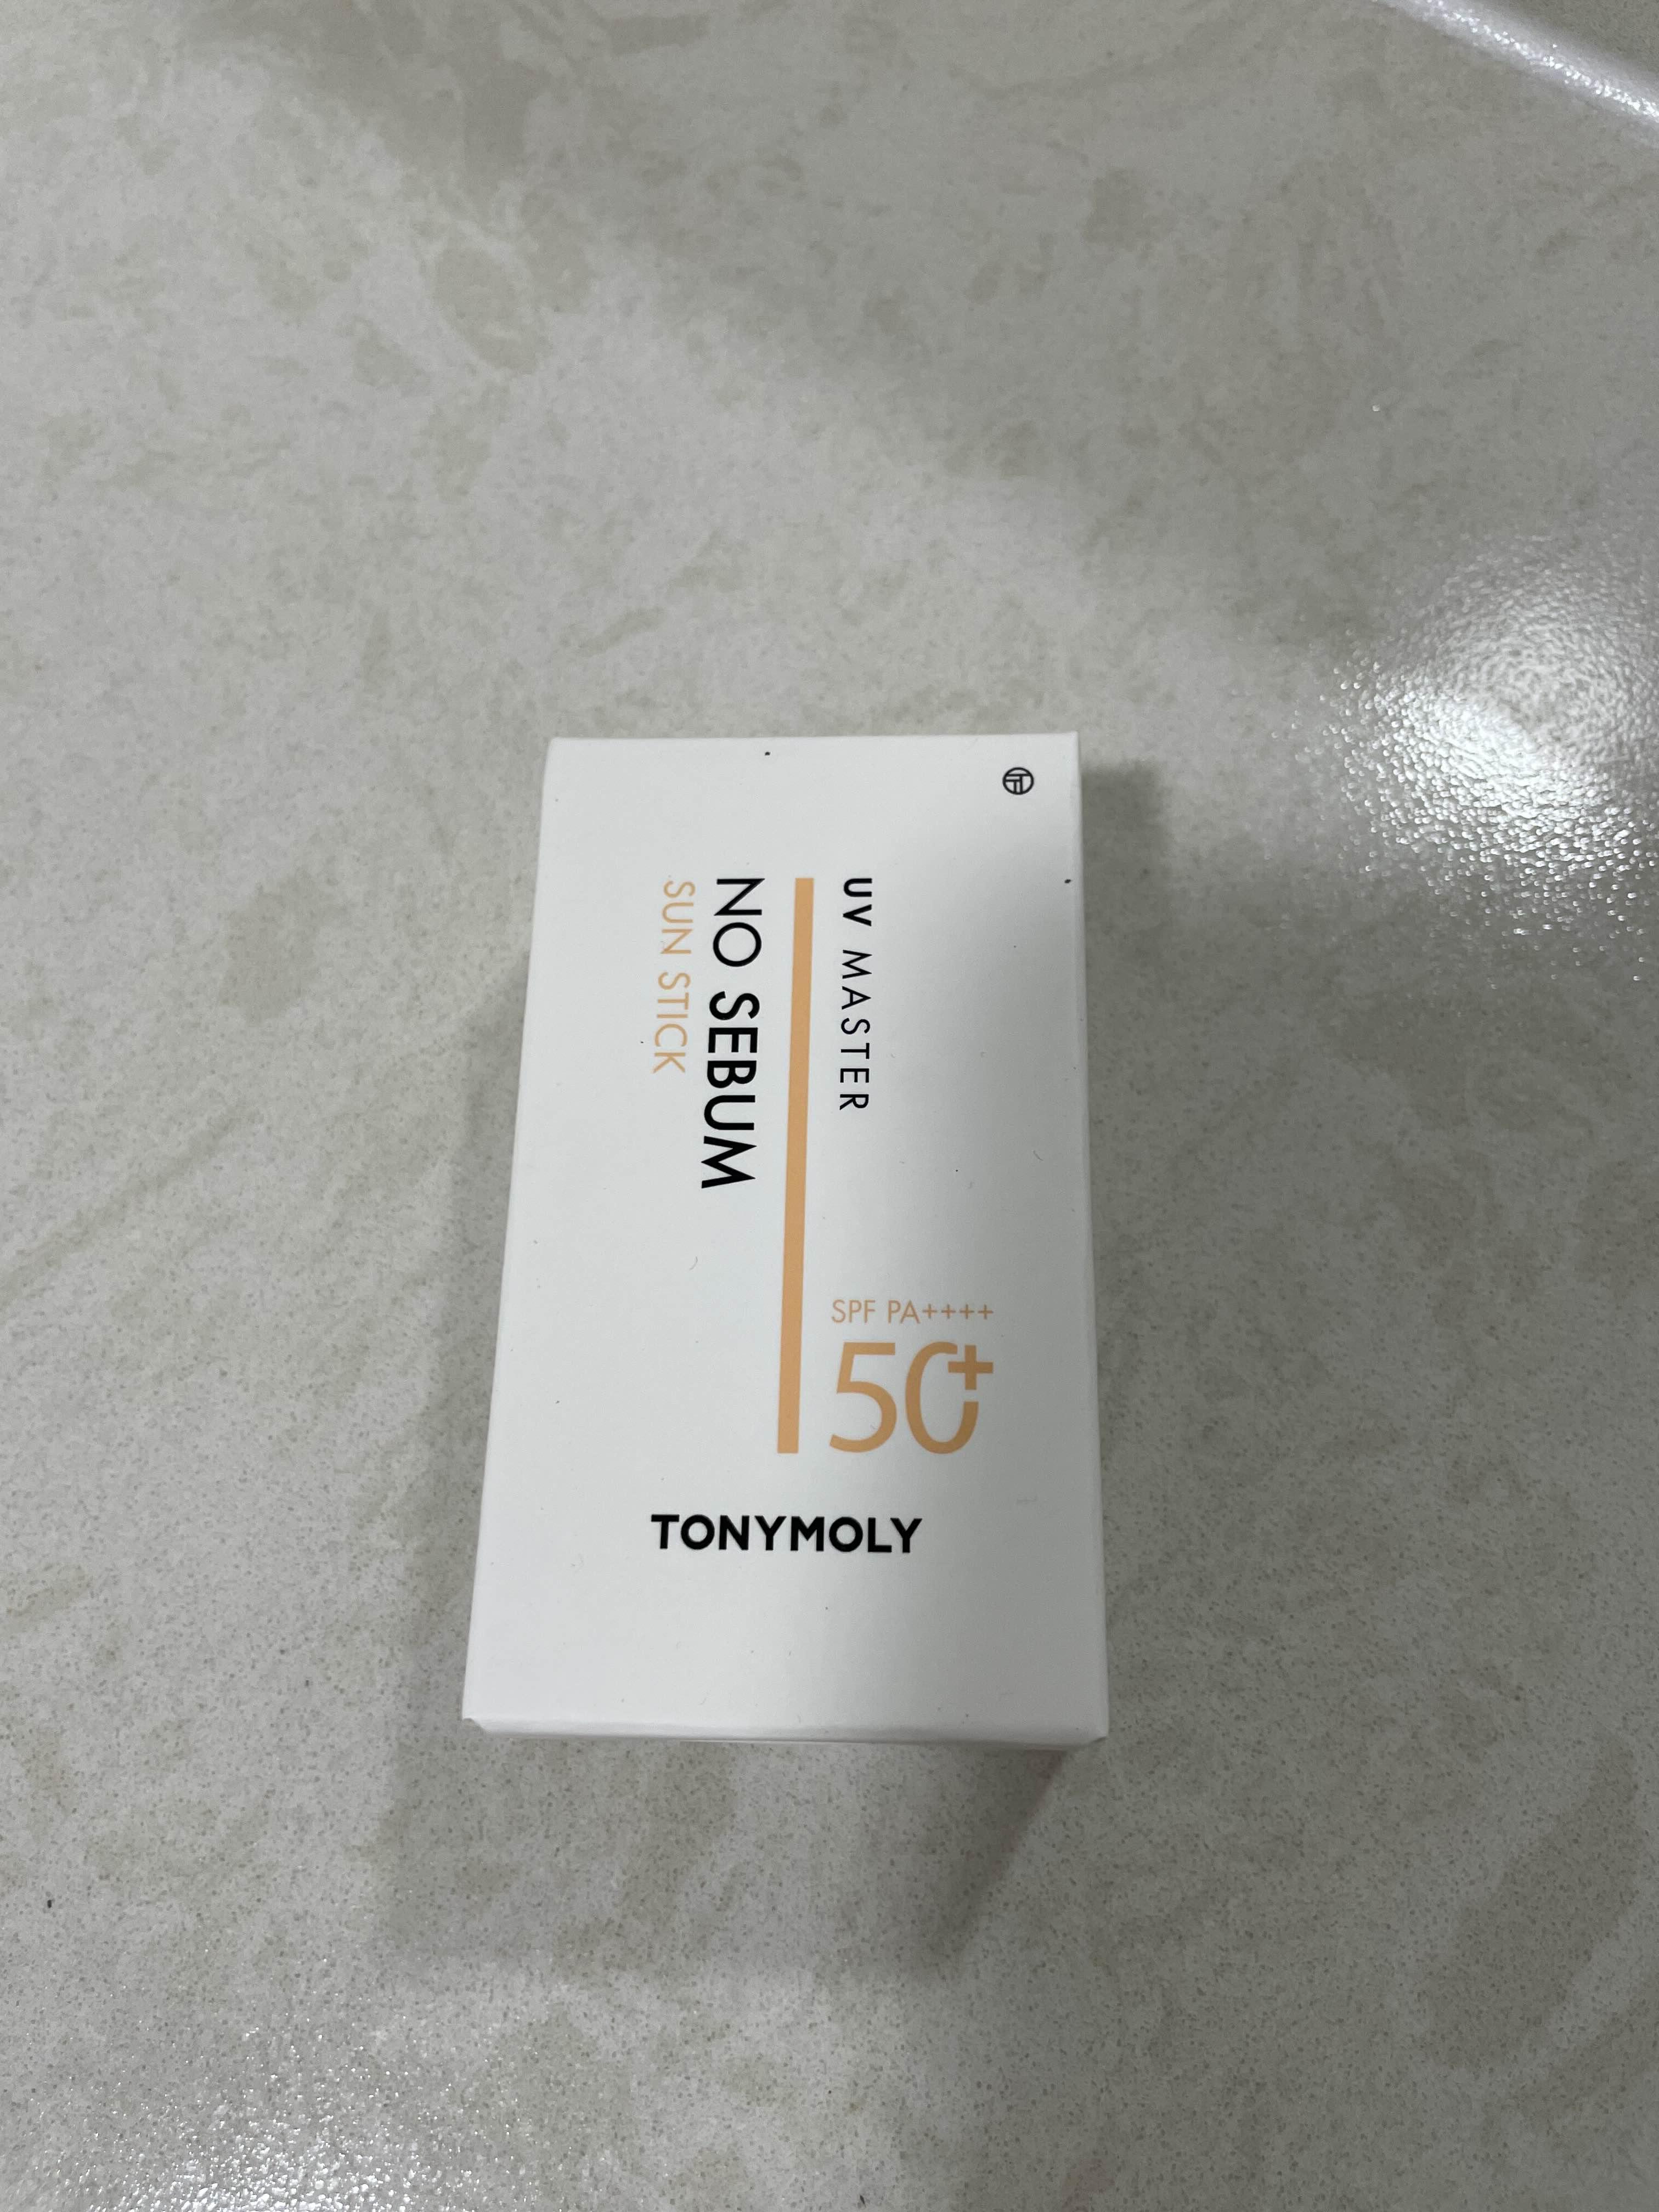 UV MASTER
NO SEBUM
SUN STICK
SPF PA++++
50+
TONYMOLY